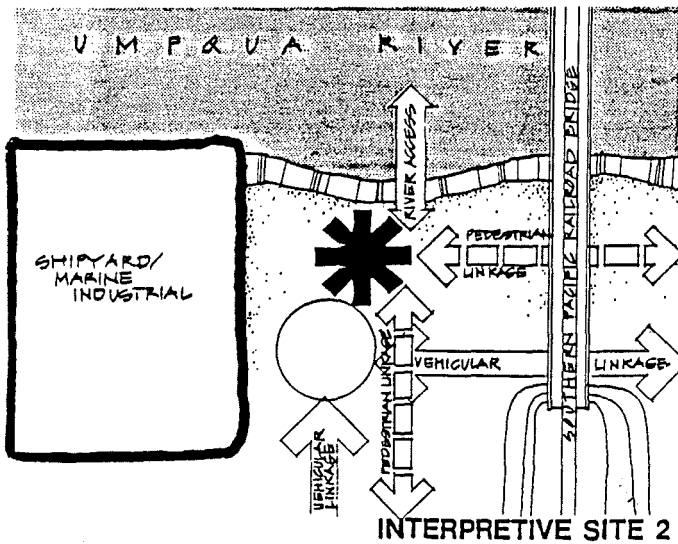 UMPQUA RIVER
RIVER ACCESS
SOUTHERN PACIFIC RAILROAD BRIDGE
SHIPYARD/
MARINE
INDUSTRIAL
PEDESTRIAN
LINKAGE
VEHICULAR LINKAGE
PEDESTRIAN LINKAGE
VEHICULAR
LINKAGE
INTERPRETIVE SITE 2